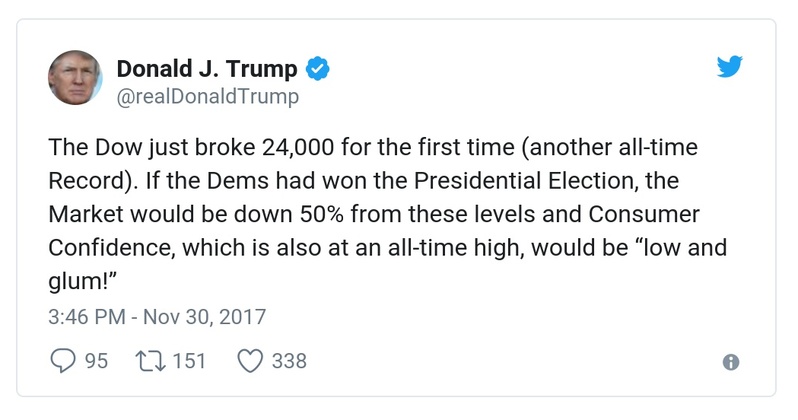 Donald J. Trump
@realDonaldTrump
The Dow just broke 24,000 for the first time (another all-time
Record). If the Dems had won the Presidential Election, the
Market would be down 50% from these levels and Consumer
Confidence, which is also at an all-time high, would be “low and
glum!”
3:46 PM - Nov 30, 2017
95 151 338